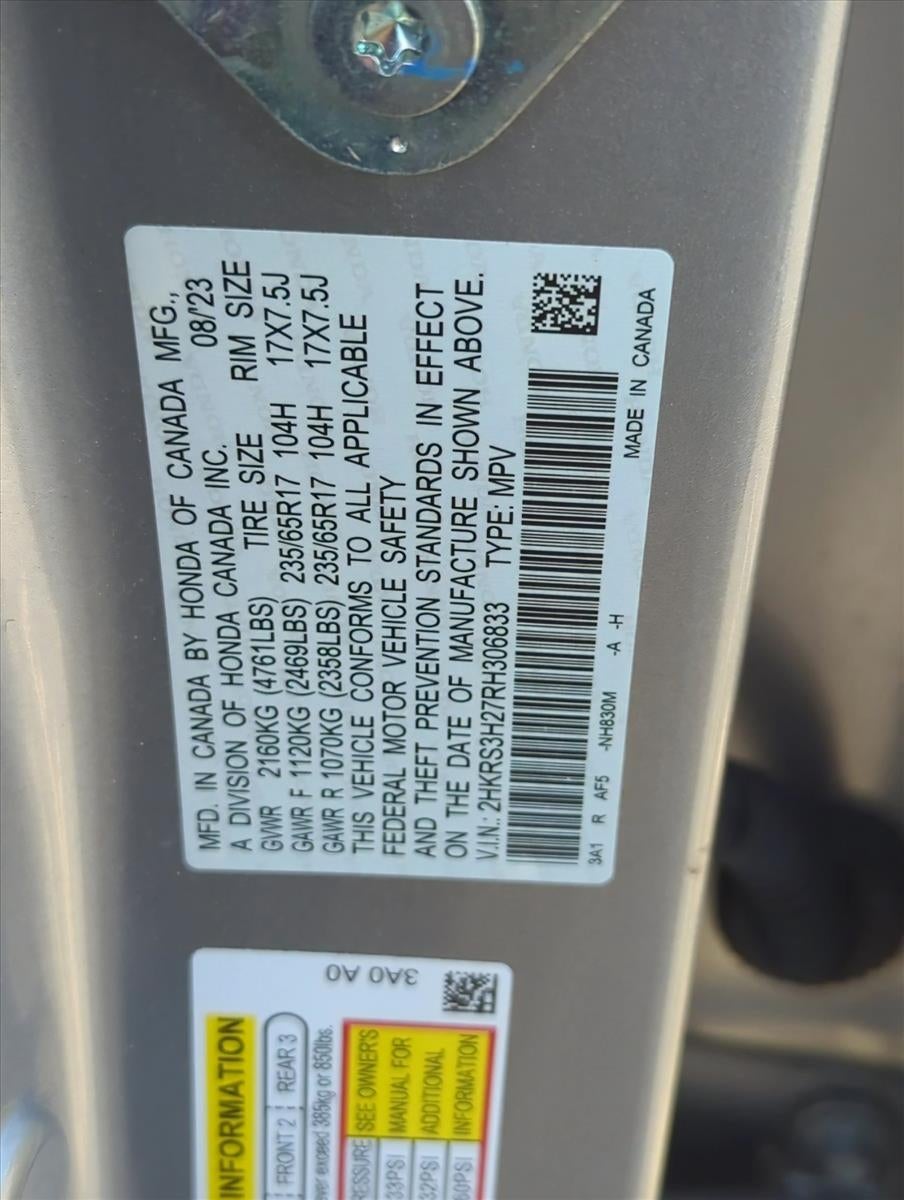 MFD. IN CANADA BY HONDA OF CANADA MFG.,
A DIVISION OF HONDA CANADA INC. 08/'23
GVWR 2160KG (4761LBS) TIRE SIZE RIM SIZE
GAWR F 1120KG (2469LBS) 235/65R17 104H 17X7.5J
GAWR R 1070KG (2358LBS) 235/65R17 104H 17X7.5J
THIS VEHICLE CONFORMS TO ALL APPLICABLE
FEDERAL MOTOR VEHICLE SAFETY
AND THEFT PREVENTION STANDARDS IN EFFECT
ON THE DATE OF MANUFACTURE SHOWN ABOVE.
V.I.N.: 2HKRS3H27RH306833 TYPE: MPV
3A1 R AF5 -NH830M -A -H
MADE IN CANADA
3A0 A0
INFORMATION
FRONT 2 REAR 3
exceed 385kg or 850lbs.
SEE OWNER'S
33PSI MANUAL FOR
32PSI ADDITIONAL
60PSI INFORMATION